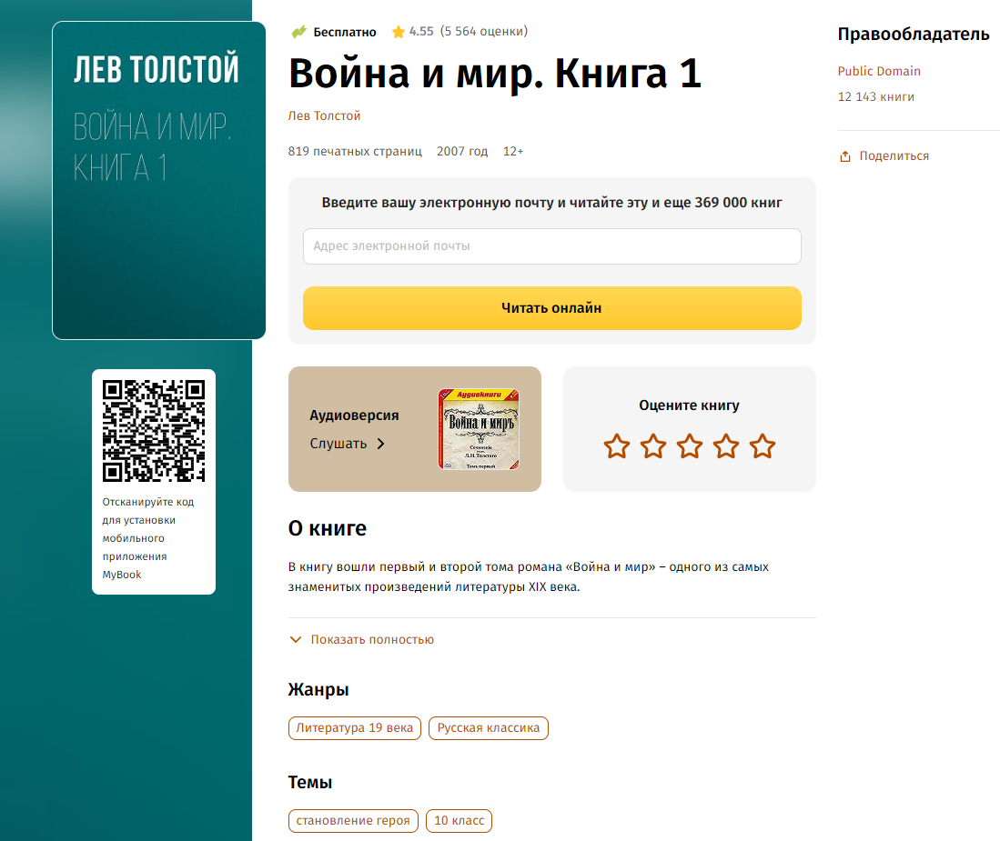 ЛЕВ ТОЛСТОЙ
ВОЙНА И МИР.
КНИГА 1
Отсканируйте код
для установки
мобильного
приложения
MyBook
Бесплатно 4.55 (5 564 оценки)
Война и мир. Книга 1
Лев Толстой
819 печатных страниц 2007 год 12+
Введите вашу электронную почту и читайте эту и еще 369 000 книг
Адрес электронной почты
Читать онлайн
Аудиоверсия
Слушать
Аудиокниги
Война и миръ
Сочиненіе
Л.Н.Толстаго
Томъ первый
Оцените книгу
О книге
В книгу вошли первый и второй тома романа «Война и мир» – одного из самых
знаменитых произведений литературы XIX века.
Показать полностью
Жанры
Литература 19 века Русская классика
Темы
становление героя 10 класс
Правообладатель
Public Domain
12 143 книги
Поделиться